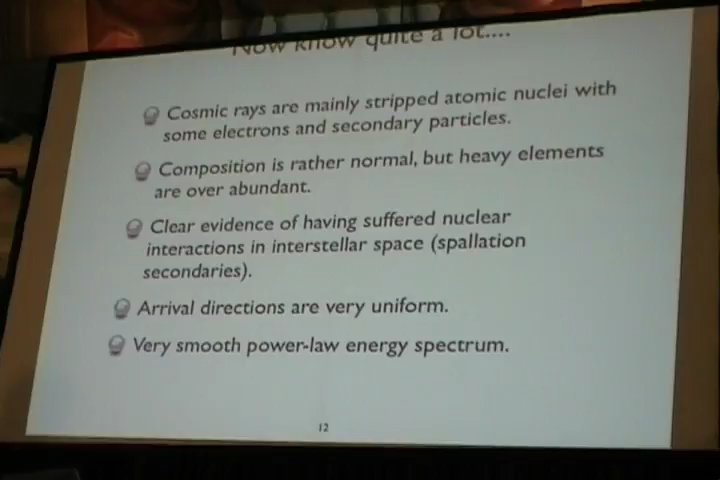 Now know quite a lot....
Cosmic rays are mainly stripped atomic nuclei with
some electrons and secondary particles.
Composition is rather normal, but heavy elements
are over abundant.
Clear evidence of having suffered nuclear
interactions in interstellar space (spallation
secondaries).
Arrival directions are very uniform.
Very smooth power-law energy spectrum.
12